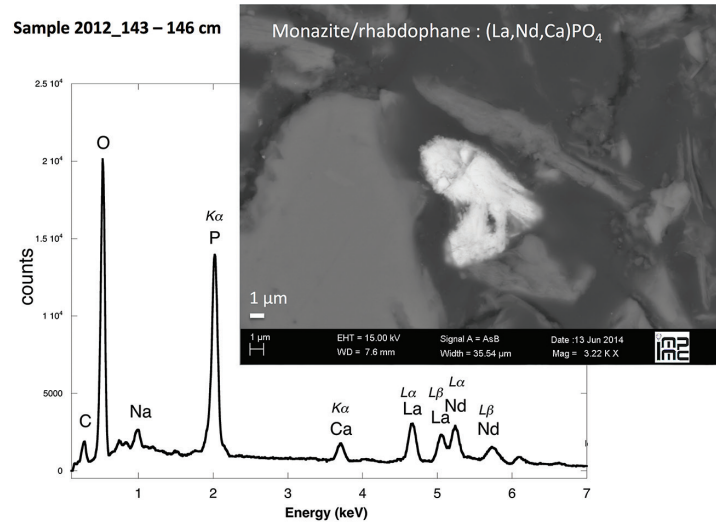 Sample 2012_143 – 146 cm
Monazite/rhabdophane : (La,Nd,Ca)PO₄
1 µm
1 µm
EHT = 15.00 kV
WD = 7.6 mm
Signal A = AsB
Width = 35.54 µm
Date :13 Jun 2014
Mag = 3.22 K X
2.5 10⁴
2 10⁴
1.5 10⁴
1 10⁴
5000
0
counts
O
Kα
P
C
Na
Kα
Ca
Lα
La
Lβ
La
Lα
Nd
Lβ
Nd
1 2 3 4 5 6 7
Energy (keV)